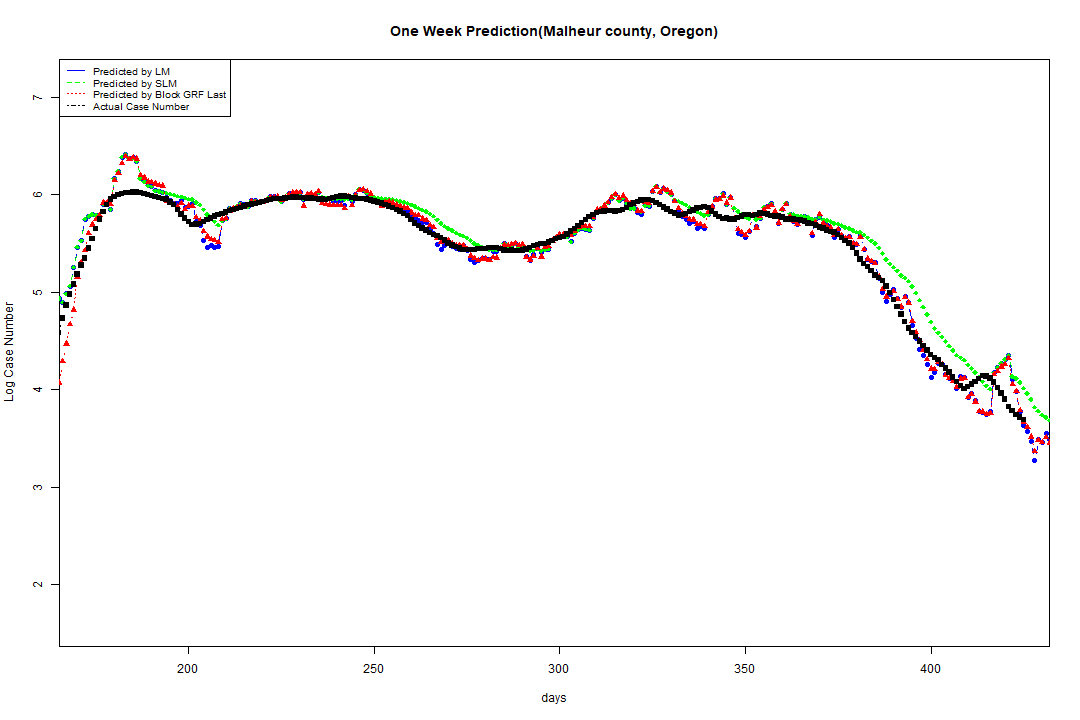 One Week Prediction(Malheur county, Oregon)
Predicted by LM
Predicted by SLM
Predicted by Block GRF Last
Actual Case Number
7
6
5
4
3
2
Log Case Number
200 250 300 350 400
days